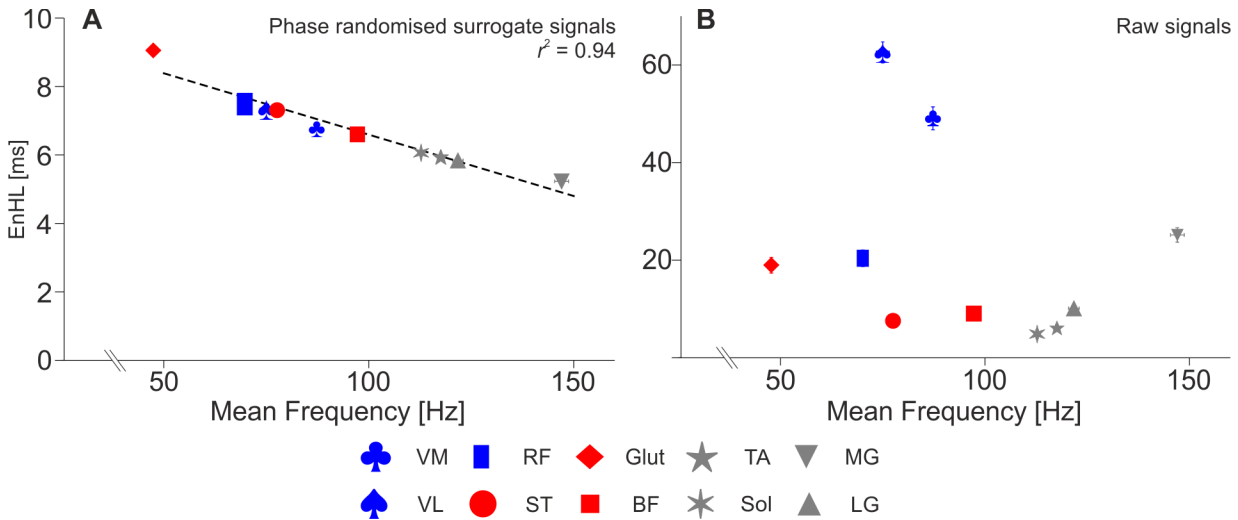 A
Phase randomised surrogate signals
r² = 0.94
10
8
6
4
2
0
EnHL [ms]
50 100 150
Mean Frequency [Hz]
B
Raw signals
60
40
20
50 100 150
Mean Frequency [Hz]
VM RF Glut TA MG
VL ST BF Sol LG